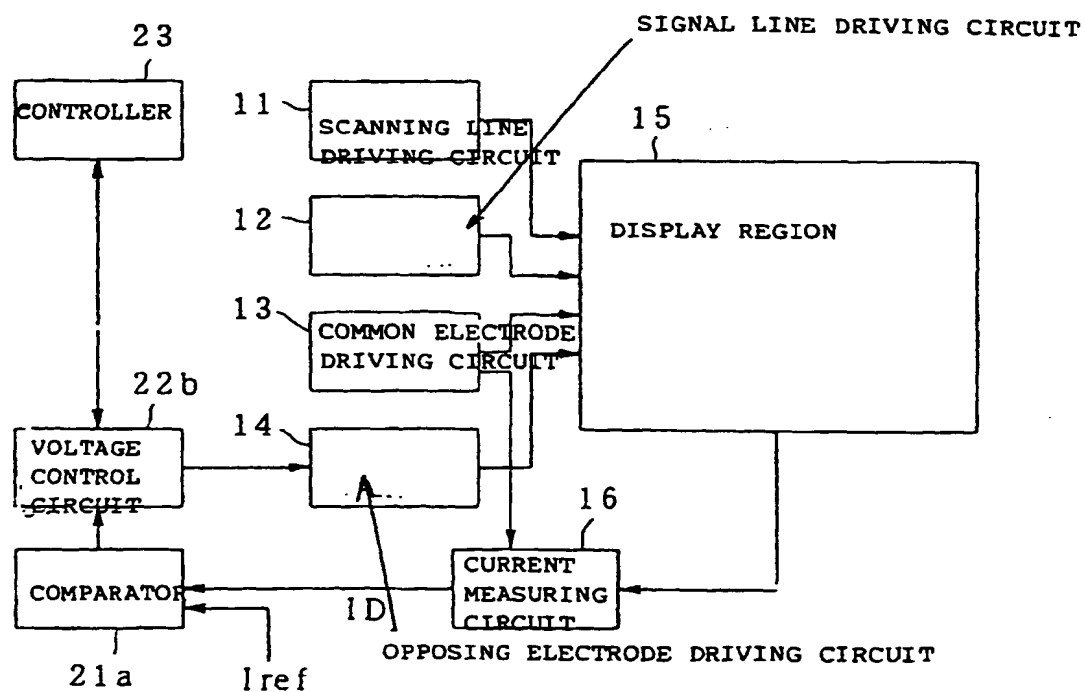 SIGNAL LINE DRIVING CIRCUIT
23
CONTROLLER
11
SCANNING LINE
DRIVING CIRCUIT
15
DISPLAY REGION
12
13
COMMON ELECTRODE
DRIVING CIRCUIT
22b
VOLTAGE
CONTROL
CIRCUIT
14
16
CURRENT
MEASURING
CIRCUIT
COMPARATOR
ID
21a
Iref
OPPOSING ELECTRODE DRIVING CIRCUIT